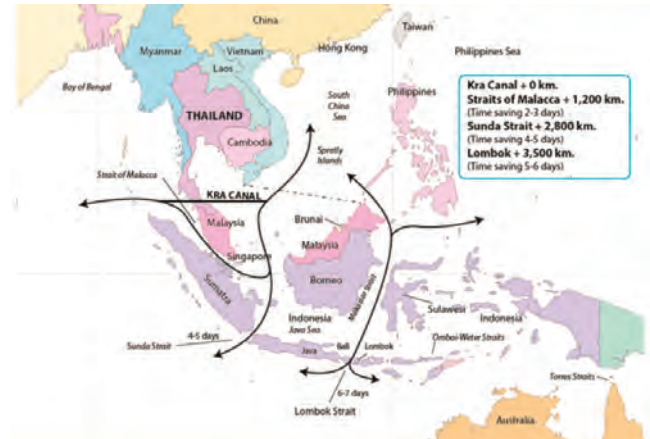 China
Taiwan
Myanmar
Vietnam
Hong Kong
Philippines Sea
Laos
Bay of Bengal
South
China
Sea
Philippines
THAILAND
Cambodia
Spratly
Islands
Kra Canal + 0 km.
Straits of Malacca + 1,200 km.
(Time saving 2-3 days)
Sunda Strait + 2,800 km.
(Time saving 4-5 days)
Lombok + 3,500 km.
(Time saving 5-6 days)
Strait of Malacca
KRA CANAL
Malaysia
Brunai
Malaysia
Singapore
Sumatra
Borneo
Makassar Strait
Sulawesi
Indonesia
Java Sea
Indonesia
4-5 days
Sunda Strait
Java
Bali
Lombok
Ombai-Water Straits
6-7 days
Lombok Strait
Torres Straits
Australia